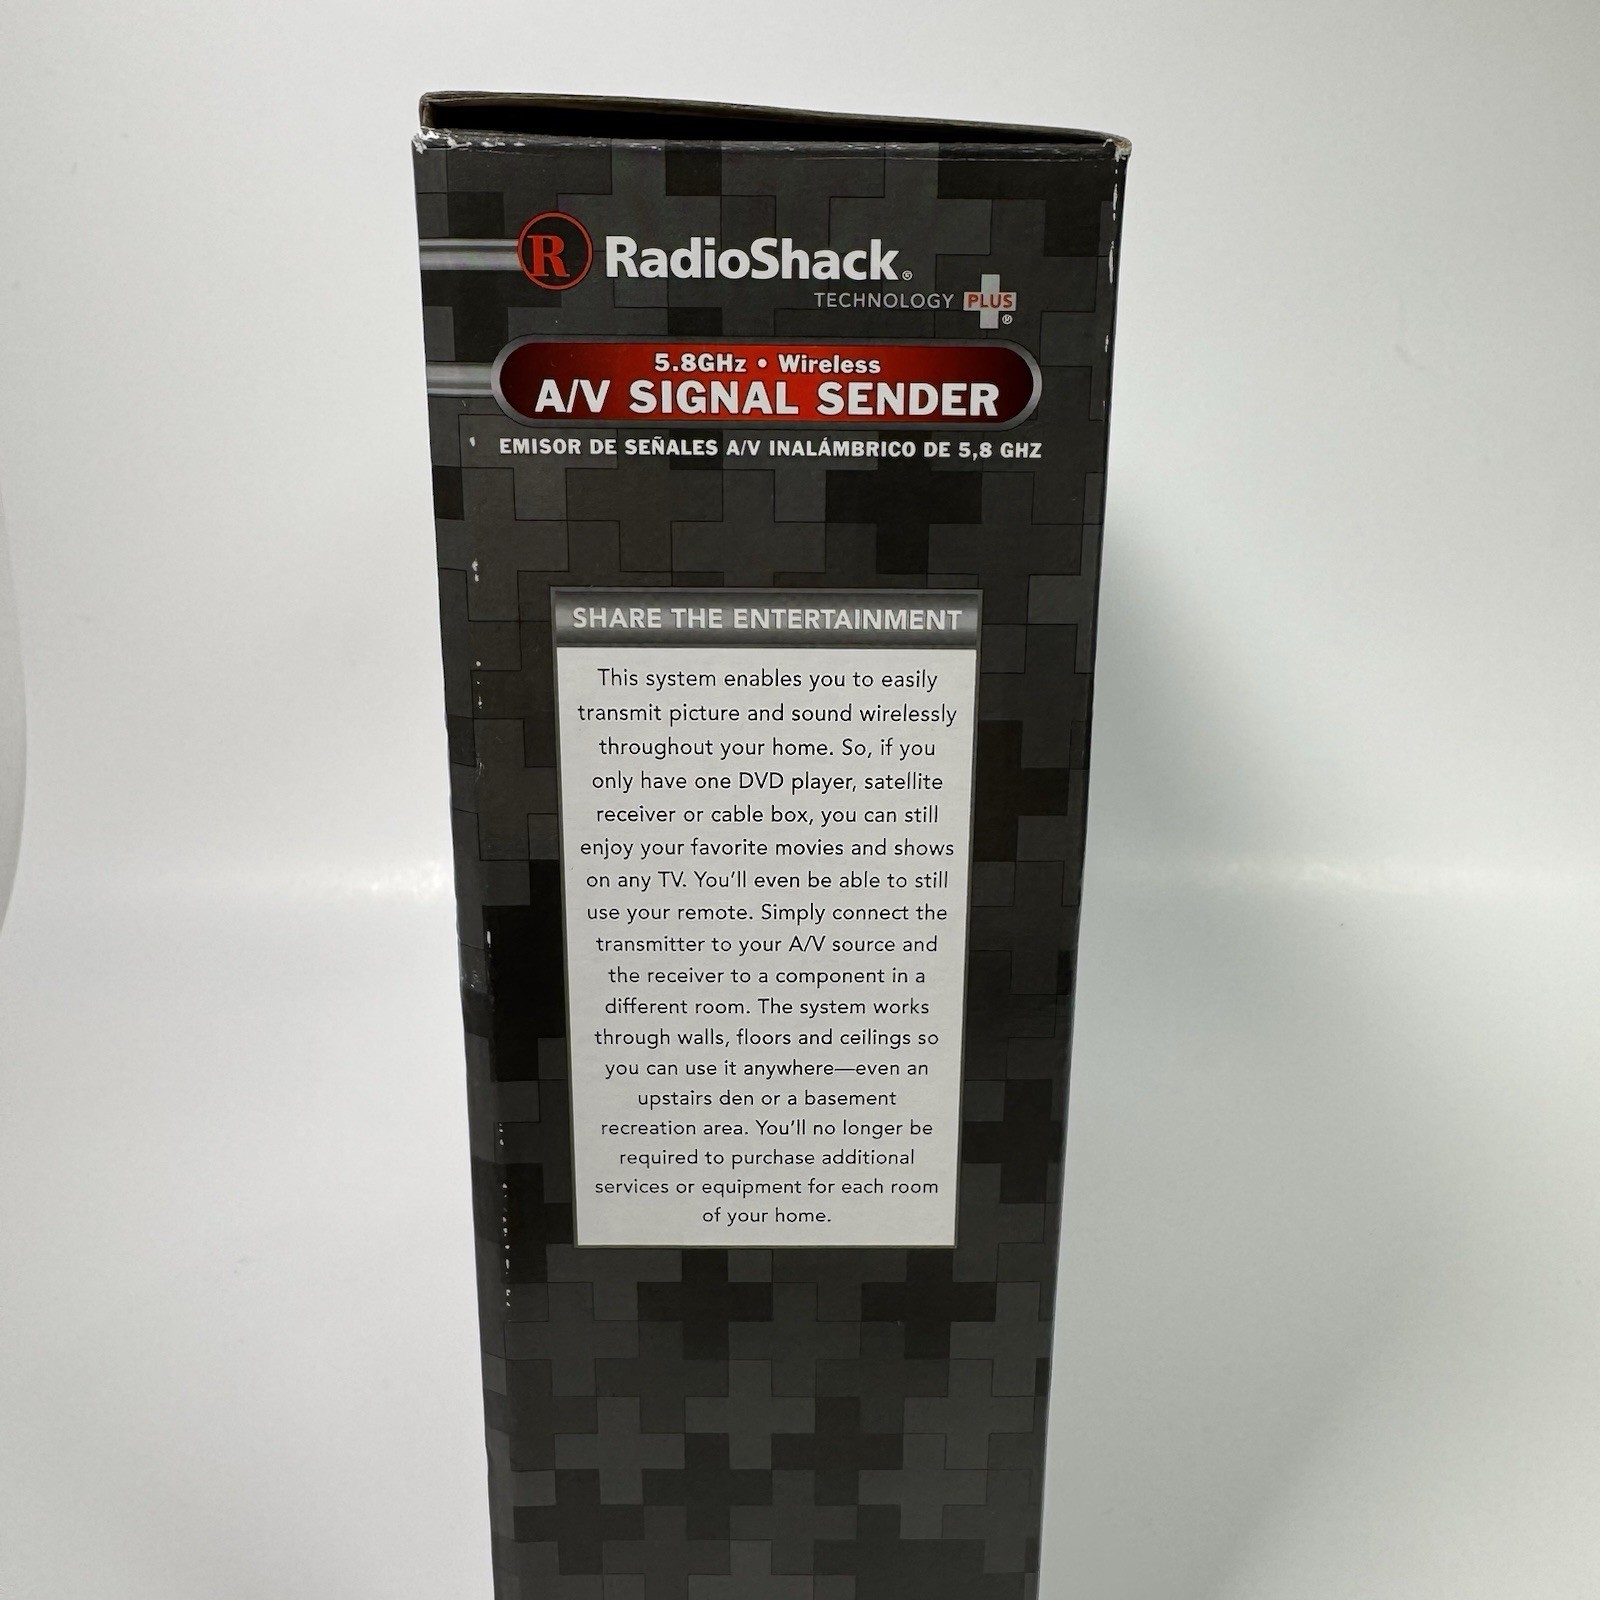 R RadioShack®
TECHNOLOGY PLUS®
5.8GHz • Wireless
A/V SIGNAL SENDER
EMISOR DE SEÑALES A/V INALÁMBRICO DE 5,8 GHZ
SHARE THE ENTERTAINMENT
This system enables you to easily
transmit picture and sound wirelessly
throughout your home. So, if you
only have one DVD player, satellite
receiver or cable box, you can still
enjoy your favorite movies and shows
on any TV. You'll even be able to still
use your remote. Simply connect the
transmitter to your A/V source and
the receiver to a component in a
different room. The system works
through walls, floors and ceilings so
you can use it anywhere—even an
upstairs den or a basement
recreation area. You'll no longer be
required to purchase additional
services or equipment for each room
of your home.